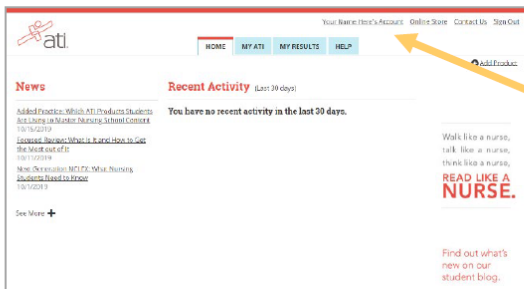 Your Name Here's Account Online Store Contact Us Sign Out
ati
HOME MY ATI MY RESULTS HELP
Add Product
News
Added Practice: Which ATI Products Students
Are Using to Master Nursing School Content
10/16/2019
Focused Review: What Is It and How to Get
the Most out of It
10/11/2019
Next Generation NCLEX: What Nursing
Students Need to Know
10/1/2019
See More
Recent Activity (Last 30 days)
You have no recent activity in the last 30 days.
Walk like a nurse,
talk like a nurse,
think like a nurse,
READ LIKE A
NURSE.
Find out what's
new on our
student blog.